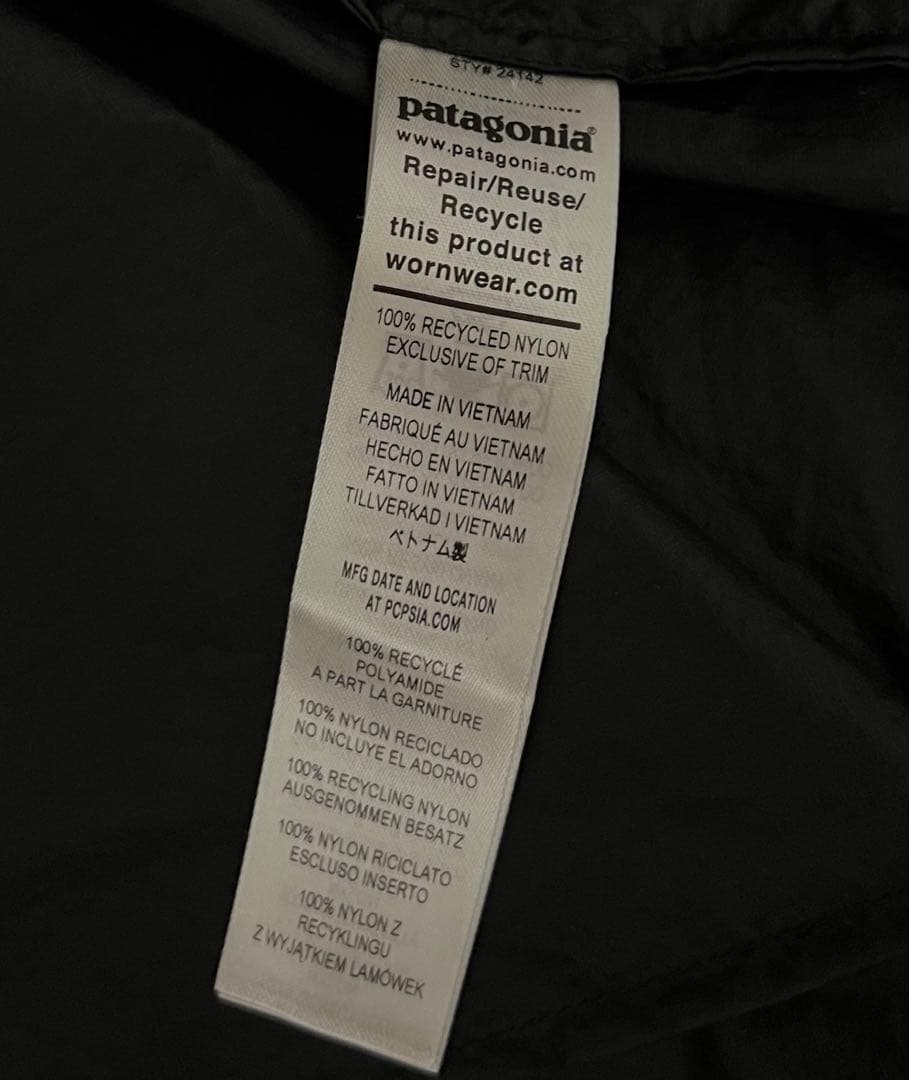 STY# 24142
patagonia®
www.patagonia.com
Repair/Reuse/
Recycle
this product at
wornwear.com
100% RECYCLED NYLON
EXCLUSIVE OF TRIM
MADE IN VIETNAM
FABRIQUÉ AU VIETNAM
HECHO EN VIETNAM
FATTO IN VIETNAM
TILLVERKAD I VIETNAM
ベトナム製
MFG DATE AND LOCATION
AT PCPSIA.COM
100% RECYCLÉ
POLYAMIDE
A PART LA GARNITURE
100% NYLON RECICLADO
NO INCLUYE EL ADORNO
100% RECYCLING NYLON
AUSGENOMMEN BESATZ
100% NYLON RICICLATO
ESCLUSO INSERTO
100% NYLON Z
RECYKLINGU
Z WYJĄTKIEM LAMÓWEK